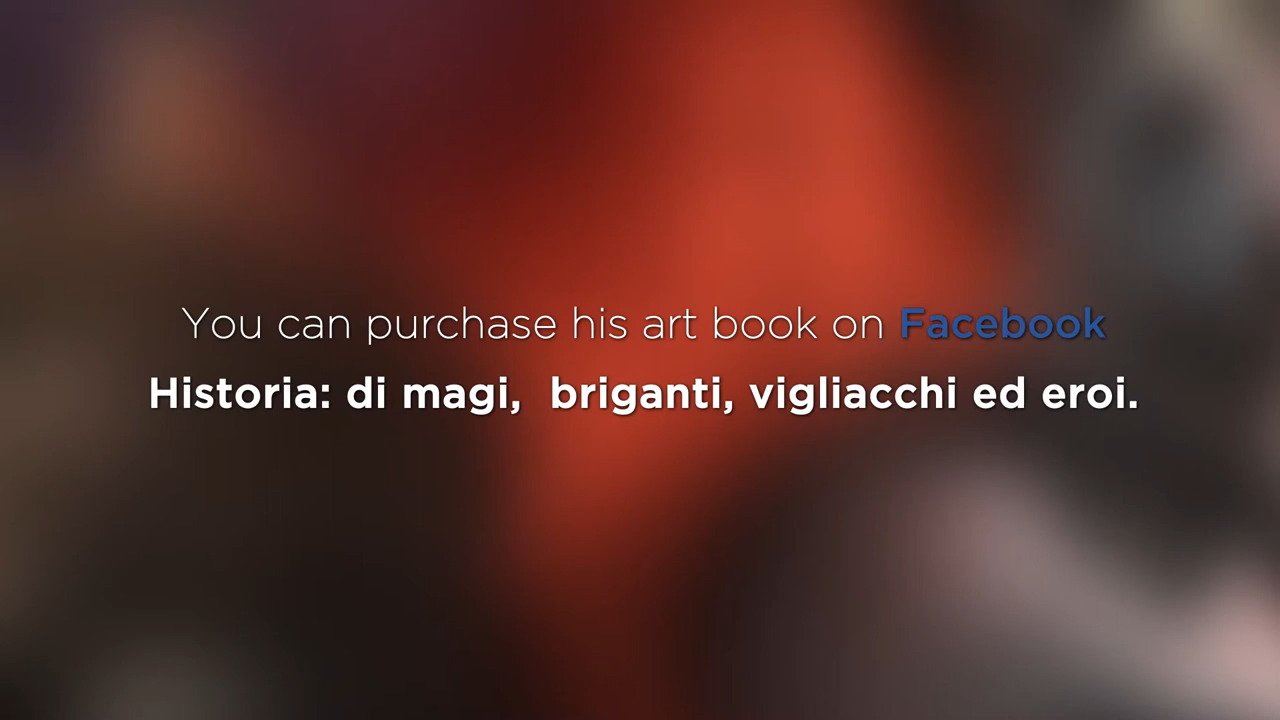 You can purchase his art book on Facebook
Historia: di magi,  briganti, vigliacchi ed eroi.